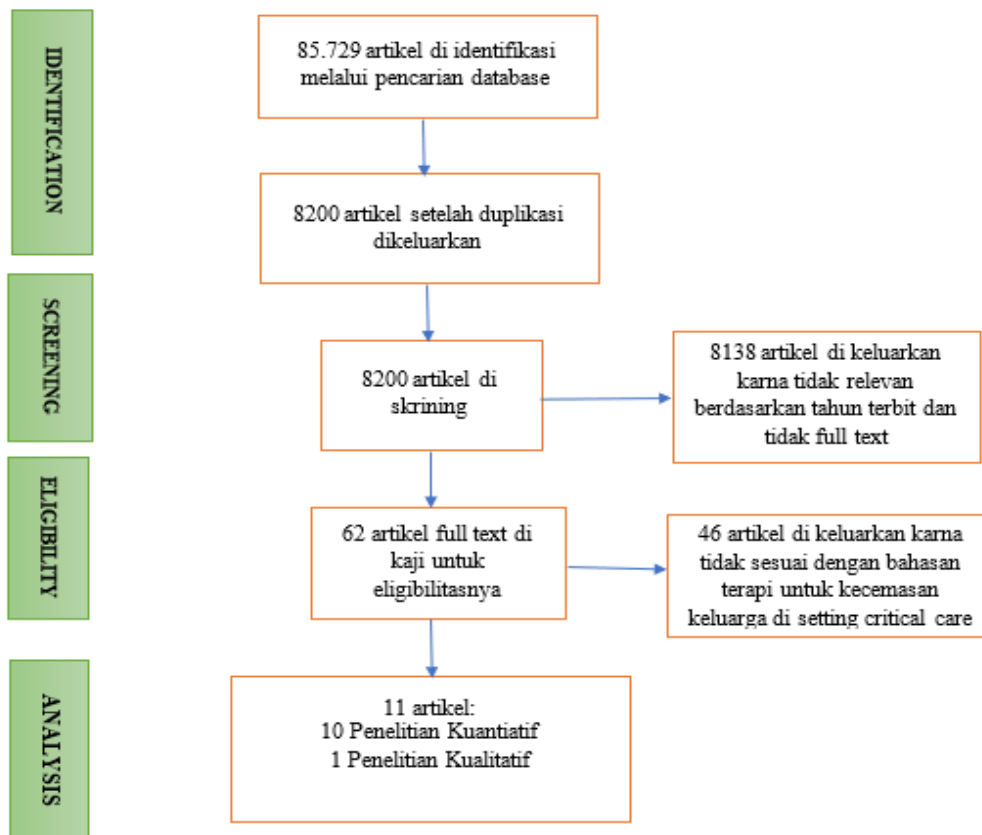 IDENTIFICATION
85.729 artikel di identifikasi
melalui pencarian database
8200 artikel setelah duplikasi
dikeluarkan
SCREENING
8200 artikel di
skrining
8138 artikel di keluarkan
karna tidak relevan
berdasarkan tahun terbit dan
tidak full text
ELIGIBILITY
62 artikel full text di
kaji untuk
eligibilitasnya
46 artikel di keluarkan karna
tidak sesuai dengan bahasan
terapi untuk kecemasan
keluarga di setting critical care
ANALYSIS
11 artikel:
10 Penelitian Kuantiatif
1 Penelitian Kualitatif